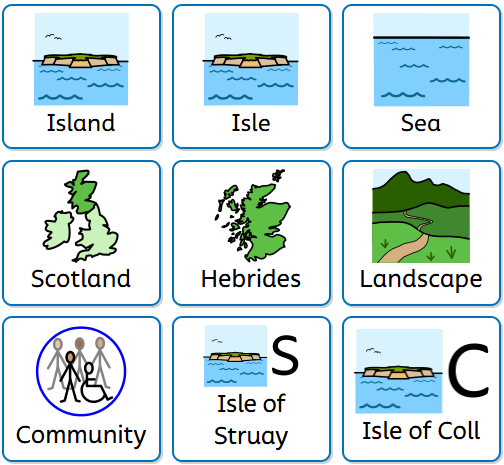 Island
Isle
Sea
Scotland
Hebrides
Landscape
Community
S
Isle of
Struay
C
Isle of Coll